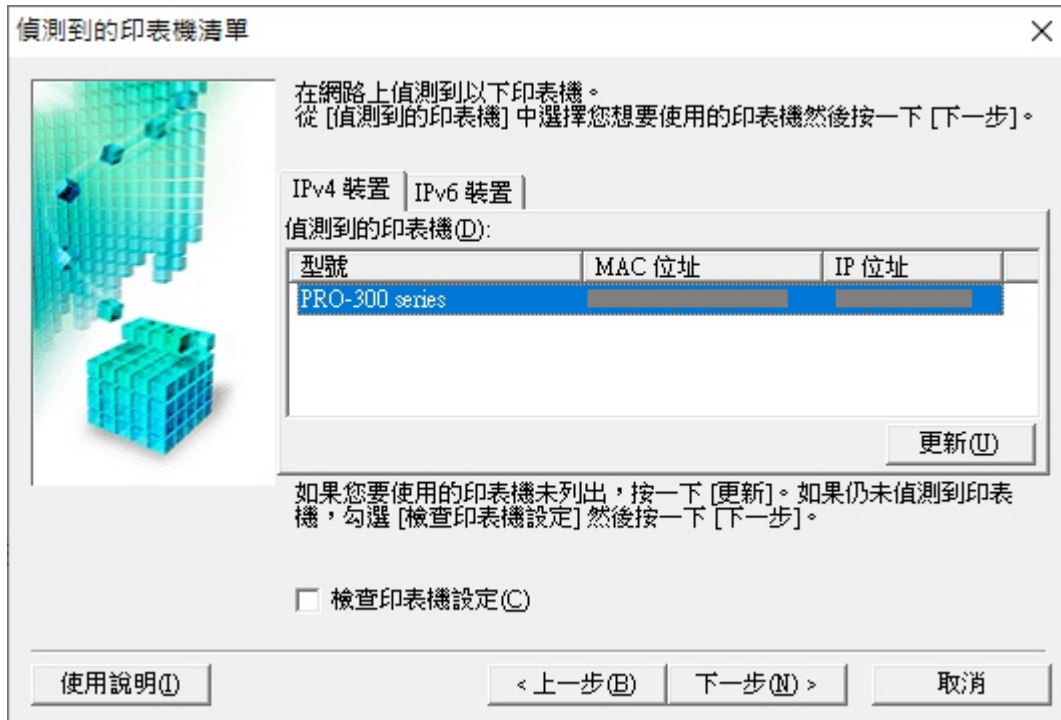 偵測到的印表機清單
在網路上偵測到以下印表機。
從 [偵測到的印表機] 中選擇您想要使用的印表機然後按一下 [下一步]。
IPv4 裝置 IPv6 裝置
偵測到的印表機(D):
型號 MAC 位址 IP 位址
PRO-300 series
更新(U)
如果您要使用的印表機未列出，按一下 [更新]。如果仍未偵測到印表
機，勾選 [檢查印表機設定] 然後按一下 [下一步]。
檢查印表機設定(C)
使用說明(I) <上一步(B) 下一步(N)> 取消